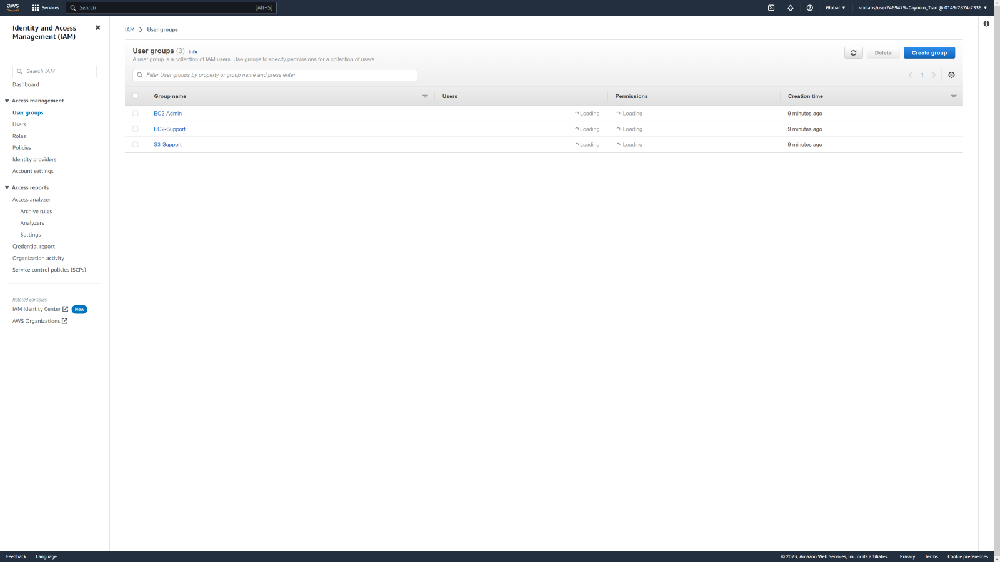 aws Services Search [Alt+S] Global voclabs/user2469429=Cayman_Tran @ 0149-2874-2336
Identity and Access
Management (IAM)
Search IAM
Dashboard
Access management
User groups
Users
Roles
Policies
Identity providers
Account settings
Access reports
Access analyzer
Archive rules
Analyzers
Settings
Credential report
Organization activity
Service control policies (SCPs)
Related consoles
IAM Identity Center New
AWS Organizations
IAM User groups
User groups (3) Info
A user group is a collection of IAM users. Use groups to specify permissions for a collection of users.
Delete Create group
Filter User groups by property or group name and press enter
1
Group name Users Permissions Creation time
EC2-Admin Loading Loading 9 minutes ago
EC2-Support Loading Loading 9 minutes ago
S3-Support Loading Loading 9 minutes ago
Feedback Language © 2023, Amazon Web Services, Inc. or its affiliates. Privacy Terms Cookie preferences